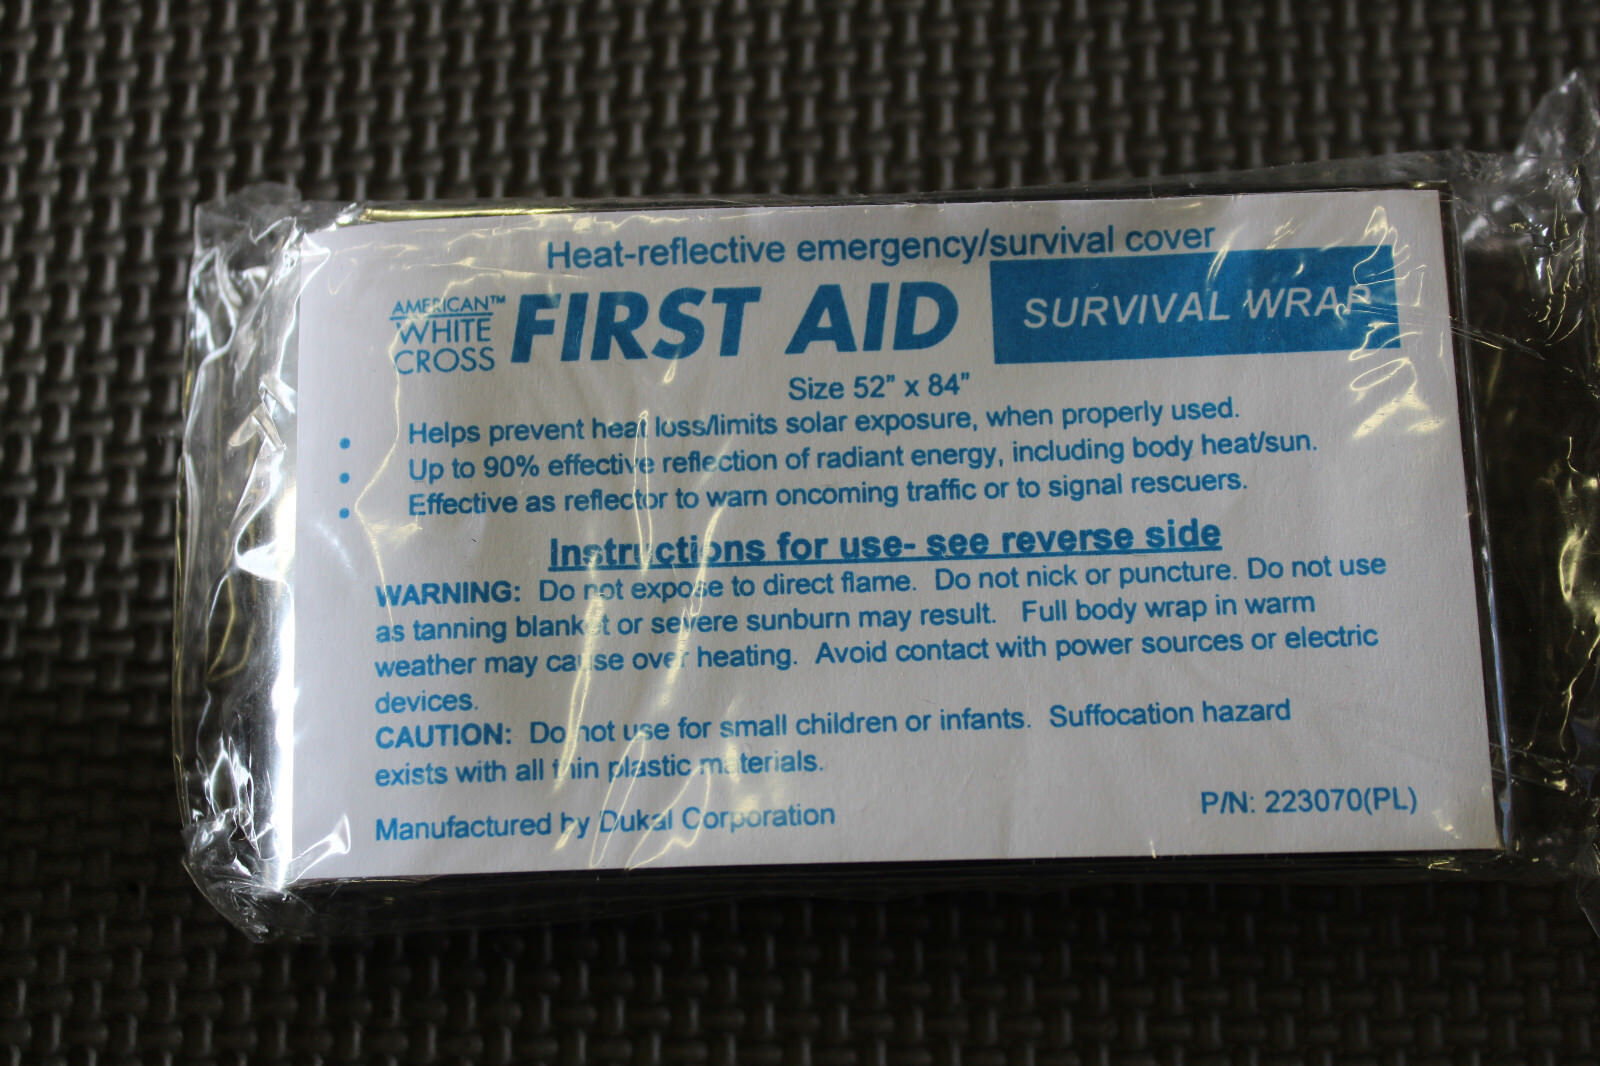 Heat-reflective emergency/survival cover
AMERICAN™
WHITE
CROSS
FIRST AID
SURVIVAL WRAP
Size 52” x 84”
• Helps prevent heat loss/limits solar exposure, when properly used.
• Up to 90% effective reflection of radiant energy, including body heat/sun.
• Effective as reflector to warn oncoming traffic or to signal rescuers.
Instructions for use- see reverse side
WARNING: Do not expose to direct flame. Do not nick or puncture. Do not use
as tanning blanket or severe sunburn may result. Full body wrap in warm
weather may cause over heating. Avoid contact with power sources or electric
devices.
CAUTION: Do not use for small children or infants. Suffocation hazard
exists with all thin plastic materials.
Manufactured by Dukal Corporation
P/N: 223070(PL)